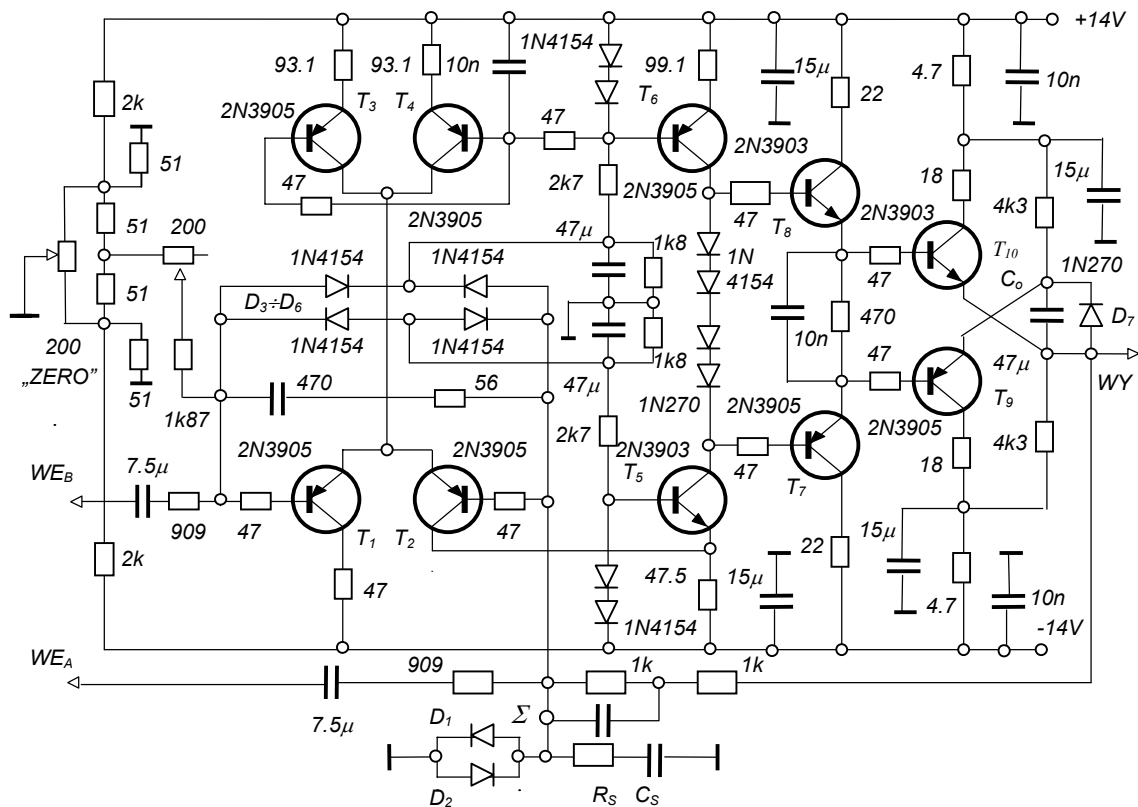 +14V
1N4154
93.1
93.1
10n
99.1
15µ
4.7
10n
2k
T3
T4
T6
22
2N3905
47
2N3903
51
18
15µ
2k7
2N3905
47
2N3905
47
2N3903
4k3
51
200
47µ
T8
T10
1N4154
1N4154
1k8
1N
4154
47
Co
1N270
D3÷D6
51
470
D7
10n
1N4154
1N4154
1k8
47
200
„ZERO”
51
1k87
470
56
47µ
1N270
47µ
WY
2N3905
T9
2N3905
2N3905
2k7
2N3903
2N3905
4k3
WEB
7.5µ
T5
47
T7
18
909
47
T1
T2
47
2k
47
47.5
15µ
22
15µ
4.7
10n
1N4154
-14V
WEA
909
1k
1k
7.5µ
D1
Σ
D2
RS
CS